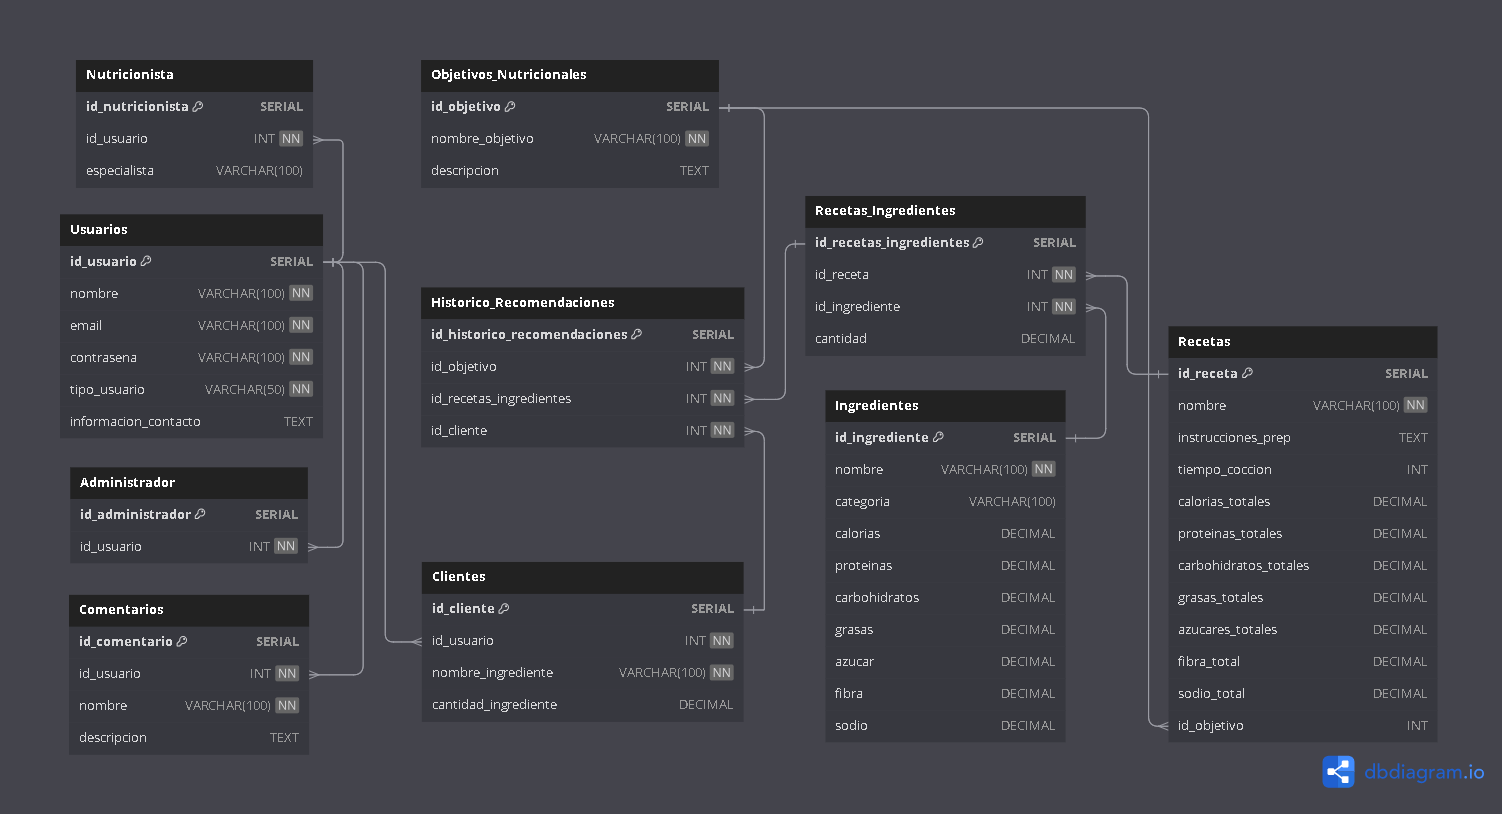 Nutricionista
id_nutricionista SERIAL
id_usuario INT NN
especialista VARCHAR(100)
Usuarios
id_usuario SERIAL
nombre VARCHAR(100) NN
email VARCHAR(100) NN
contrasena VARCHAR(100) NN
tipo_usuario VARCHAR(50) NN
informacion_contacto TEXT
Administrador
id_administrador SERIAL
id_usuario INT NN
Comentarios
id_comentario SERIAL
id_usuario INT NN
nombre VARCHAR(100) NN
descripcion TEXT
Objetivos_Nutricionales
id_objetivo SERIAL
nombre_objetivo VARCHAR(100) NN
descripcion TEXT
Historico_Recomendaciones
id_historico_recomendaciones SERIAL
id_objetivo INT NN
id_recetas_ingredientes INT NN
id_cliente INT NN
Clientes
id_cliente SERIAL
id_usuario INT NN
nombre_ingrediente VARCHAR(100) NN
cantidad_ingrediente DECIMAL
Recetas_Ingredientes
id_recetas_ingredientes SERIAL
id_receta INT NN
id_ingrediente INT NN
cantidad DECIMAL
Ingredientes
id_ingrediente SERIAL
nombre VARCHAR(100) NN
categoria VARCHAR(100)
calorias DECIMAL
proteinas DECIMAL
carbohidratos DECIMAL
grasas DECIMAL
azucar DECIMAL
fibra DECIMAL
sodio DECIMAL
Recetas
id_receta SERIAL
nombre VARCHAR(100) NN
instrucciones_prep TEXT
tiempo_coccion INT
calorias_totales DECIMAL
proteinas_totales DECIMAL
carbohidratos_totales DECIMAL
grasas_totales DECIMAL
azucares_totales DECIMAL
fibra_total DECIMAL
sodio_total DECIMAL
id_objetivo INT
dbdiagram.io